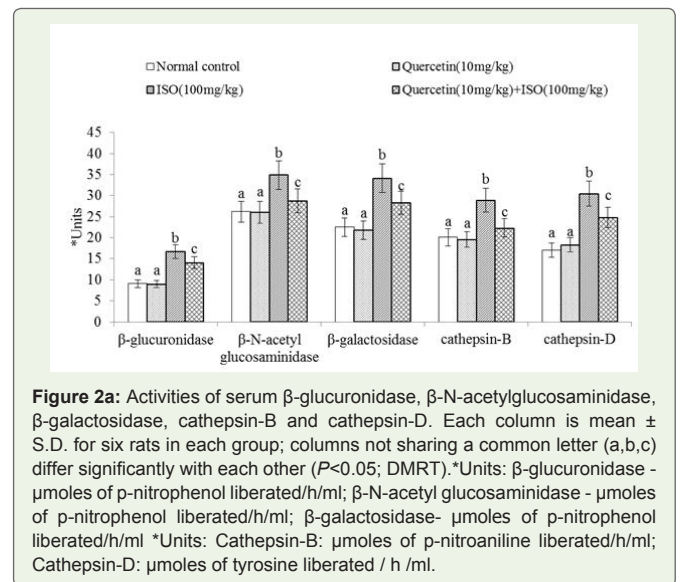 □Normal control
□Quercetin(10mg/kg)
ISO(100mg/kg)
Quercetin(10mg/kg)+ISO(100mg/kg)
*Units
45
40
35
30
25
20
15
10
5
0
a a b c
a a b c
a a b c
a a b c
a a b c
β-glucuronidase
β-N-acetyl
glucosaminidase
β-galactosidase
cathepsin-B
cathepsin-D
Figure 2a: Activities of serum β-glucuronidase, β-N-acetylglucosaminidase,
β-galactosidase, cathepsin-B and cathepsin-D. Each column is mean ±
S.D. for six rats in each group; columns not sharing a common letter (a,b,c)
differ significantly with each other (P<0.05; DMRT).*Units: β-glucuronidase -
μmoles of p-nitrophenol liberated/h/ml; β-N-acetyl glucosaminidase - μmoles
of p-nitrophenol liberated/h/ml; β-galactosidase- μmoles of p-nitrophenol
liberated/h/ml *Units: Cathepsin-B: μmoles of p-nitroaniline liberated/h/ml;
Cathepsin-D: μmoles of tyrosine liberated / h /ml.